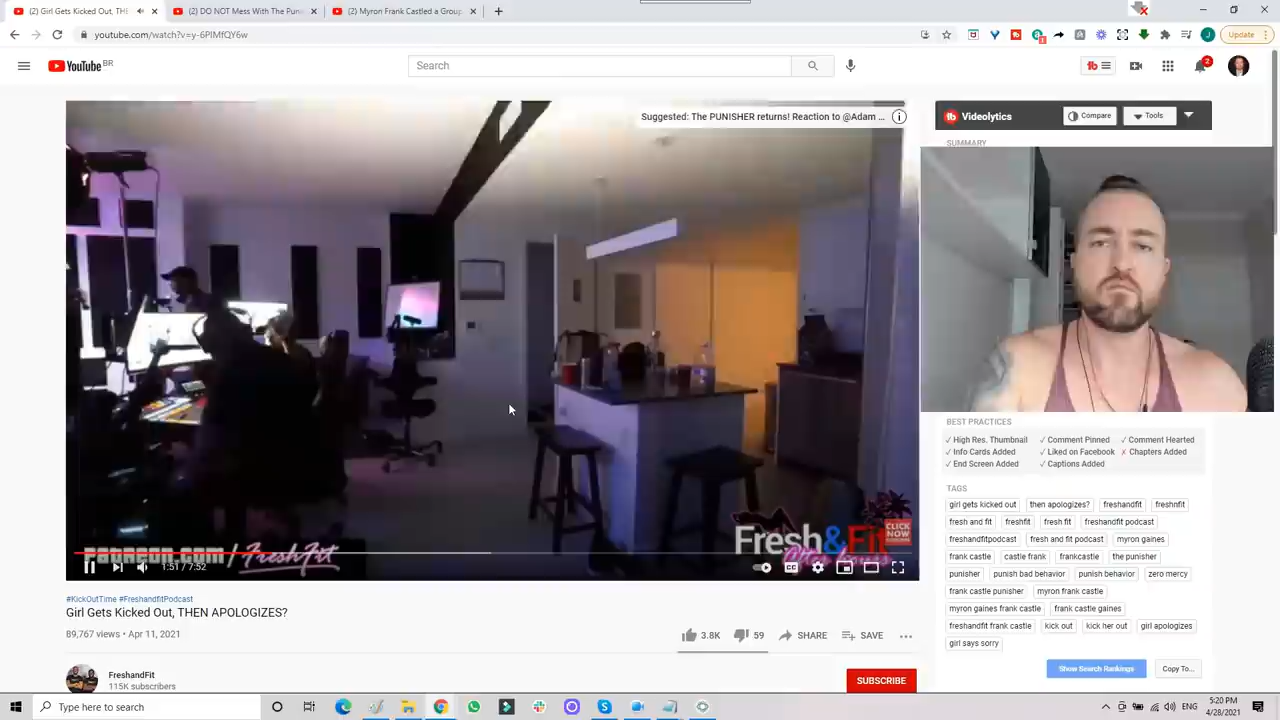 (2) Girl Gets Kicked Out, THE
(2) DO NOT Mess With The Puni
(2) Myron Frank Castled a Group
youtube.com/watch?v=y-6PIMfQY6w
Update
YouTube BR
Search
2
Suggested: The PUNISHER returns! Reaction to @Adam ...
Videolytics
Compare
Tools
SUMMARY
BEST PRACTICES
✓ High Res. Thumbnail ✓ Comment Pinned ✓ Comment Hearted
✓ Info Cards Added ✓ Liked on Facebook ✗ Chapters Added
✓ End Screen Added ✓ Captions Added
TAGS
girl gets kicked out then apologizes? freshandfit freshnfit
fresh and fit freshfit fresh fit freshandfit podcast
freshandfitpodcast fresh and fit podcast myron gaines
frank castle castle frank frankcastle the punisher
punisher punish bad behavior punish behavior zero mercy
frank castle punisher myron frank castle
myron gaines frank castle frank castle gaines
freshandfit frank castle kick out kick her out girl apologizes
girl says sorry
Show Search Rankings
Copy To...
Fresh&Fit
CLICK NOW
patreon.com/FreshFit
1:51 / 7:52
#KickOutTime #FreshandfitPodcast
Girl Gets Kicked Out, THEN APOLOGIZES?
89,767 views • Apr 11, 2021
3.8K
59
SHARE
SAVE
FreshandFit
115K subscribers
SUBSCRIBE
Type here to search
5:20 PM
4/28/2021